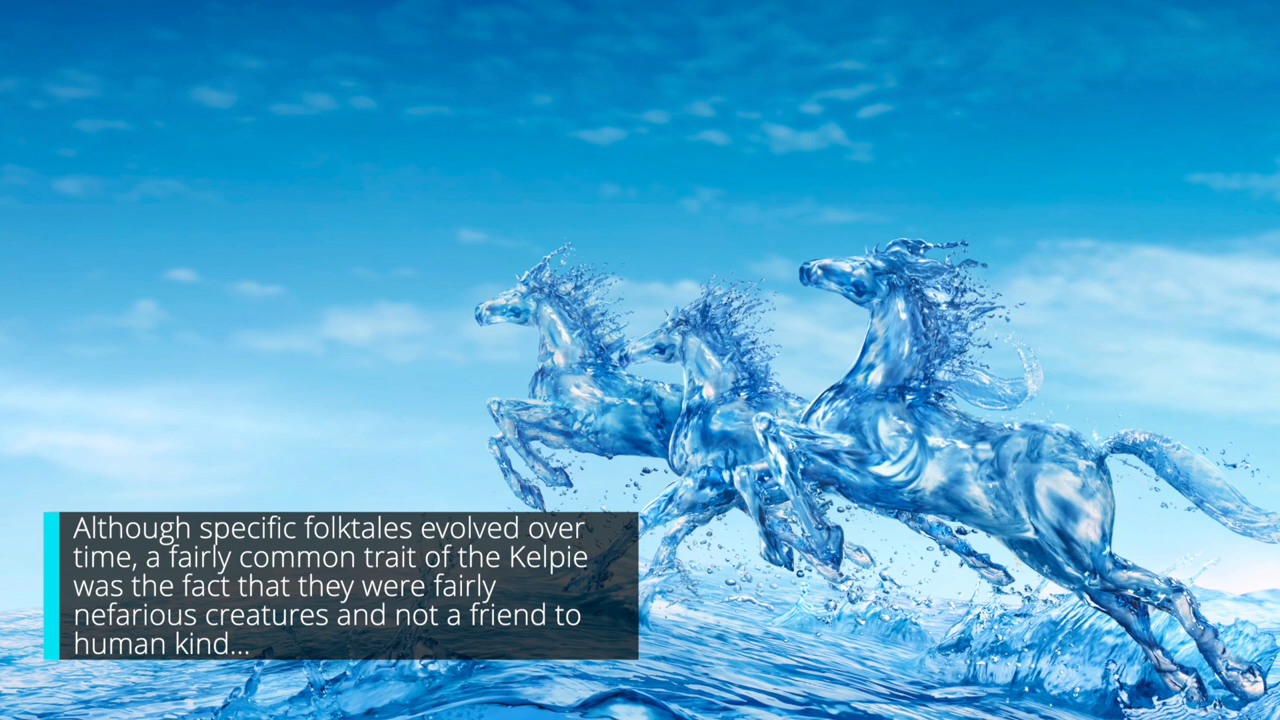 Although specific folktales evolved over
time, a fairly common trait of the Kelpie
was the fact that they were fairly
nefarious creatures and not a friend to
human kind...